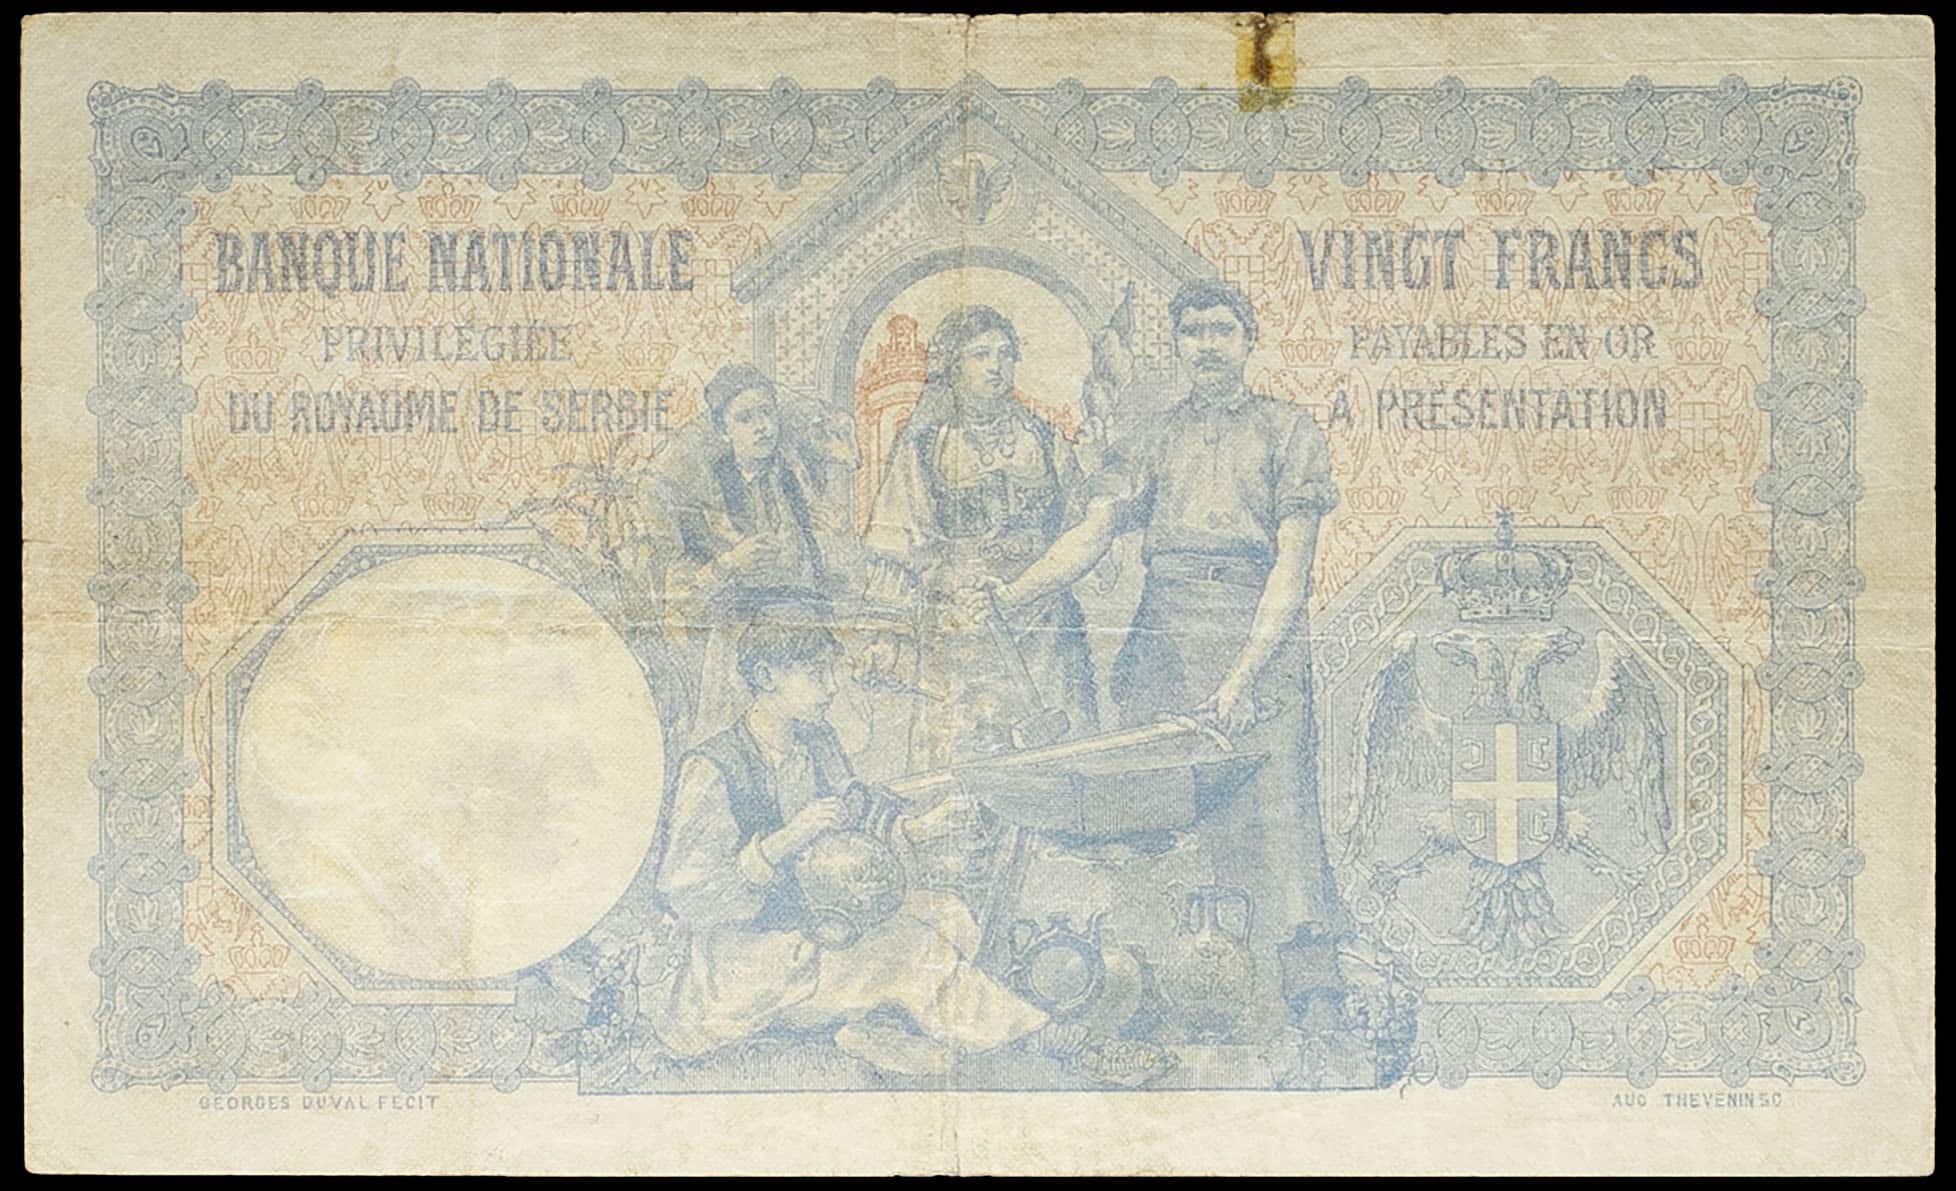 BANQUE NATIONALE
PRIVILÉGIÉE
DU ROYAUME DE SERBIE
VINGT FRANCS
PAYABLES EN OR
À PRÉSENTATION
GEORGES DUVAL FECIT
AUG THEVENIN SC